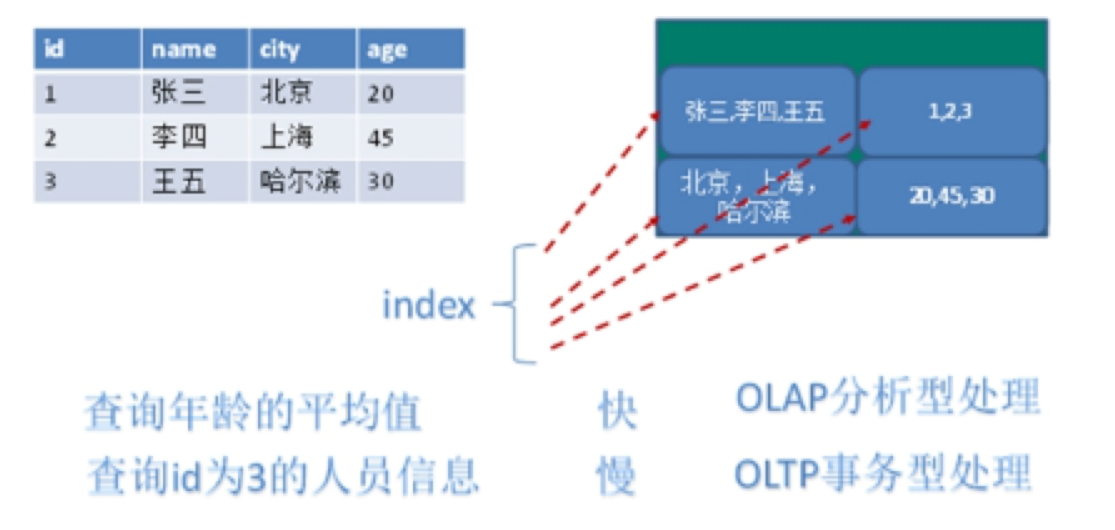 id name city age
1 张三 北京 20
2 李四 上海 45
3 王五 哈尔滨 30
张三,李四,王五 1,2,3
北京，上海，
哈尔滨
20,45,30
index
查询年龄的平均值 快 OLAP分析型处理
查询id为3的人员信息 慢 OLTP事务型处理